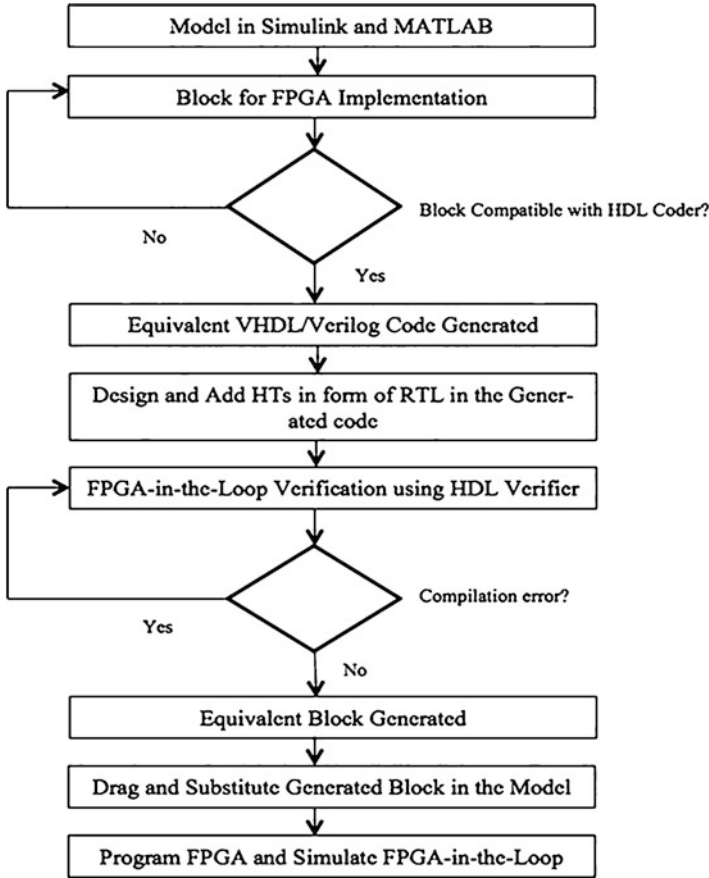 Model in Simulink and MATLAB
Block for FPGA Implementation
Block Compatible with HDL Coder?
No
Yes
Equivalent VHDL/Verilog Code Generated
Design and Add HTs in form of RTL in the Gener-
ated code
FPGA-in-the-Loop Verification using HDL Verifier
Compilation error?
Yes
No
Equivalent Block Generated
Drag and Substitute Generated Block in the Model
Program FPGA and Simulate FPGA-in-the-Loop